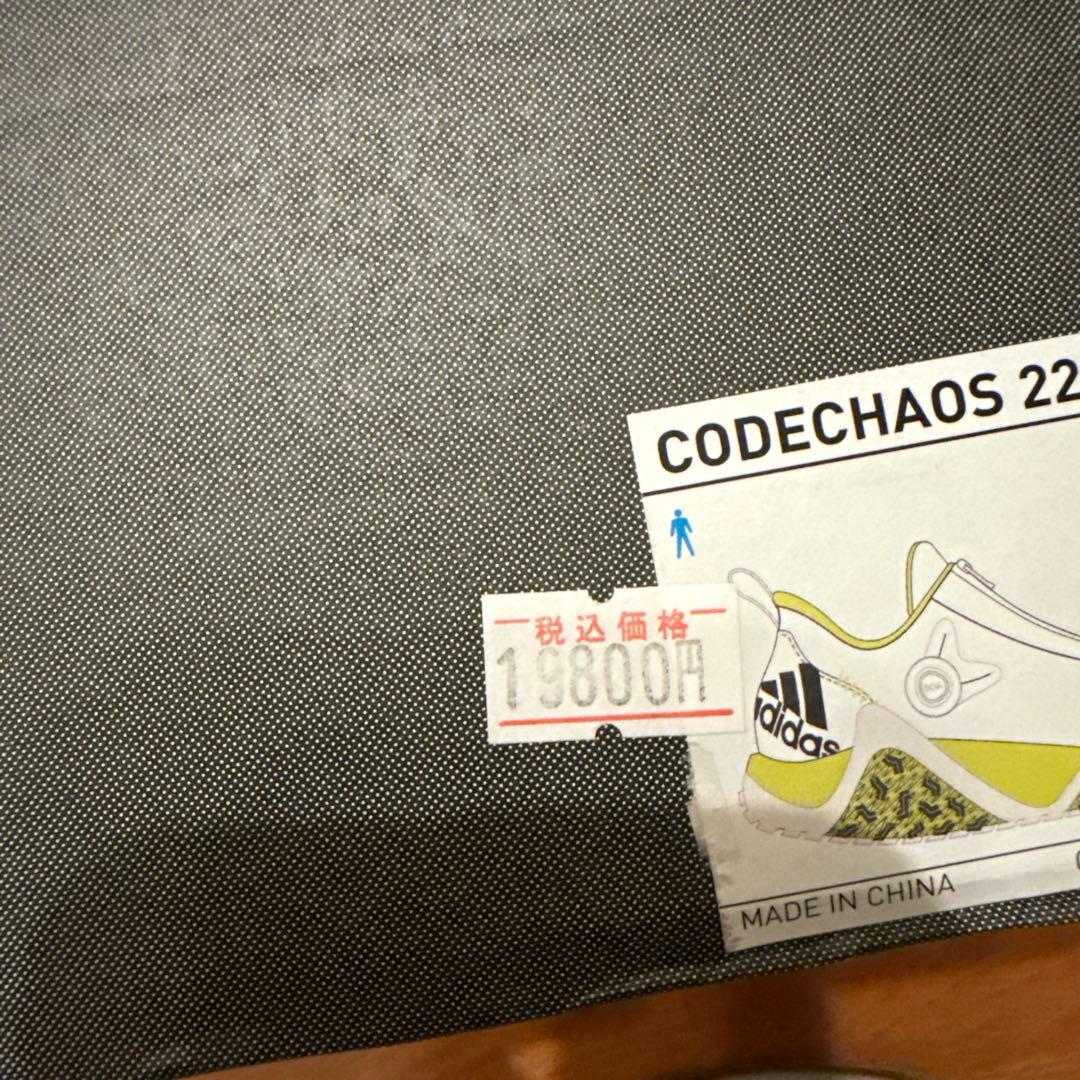 CODECHAOS 22
税込価格
19800円
adidas
MADE IN CHINA